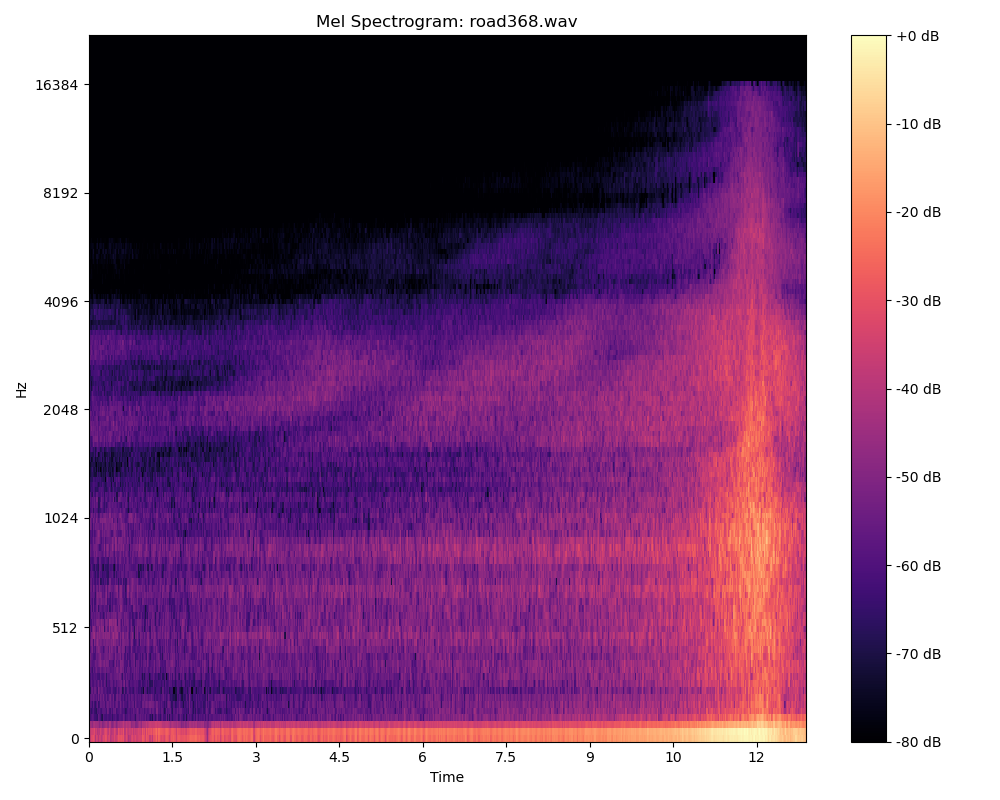 Mel Spectrogram: road368.wav
+0 dB
16384
-10 dB
8192
-20 dB
4096
-30 dB
Hz
-40 dB
2048
-50 dB
1024
-60 dB
512
-70 dB
0
-80 dB
0 1.5 3 4.5 6 7.5 9 10 12
Time